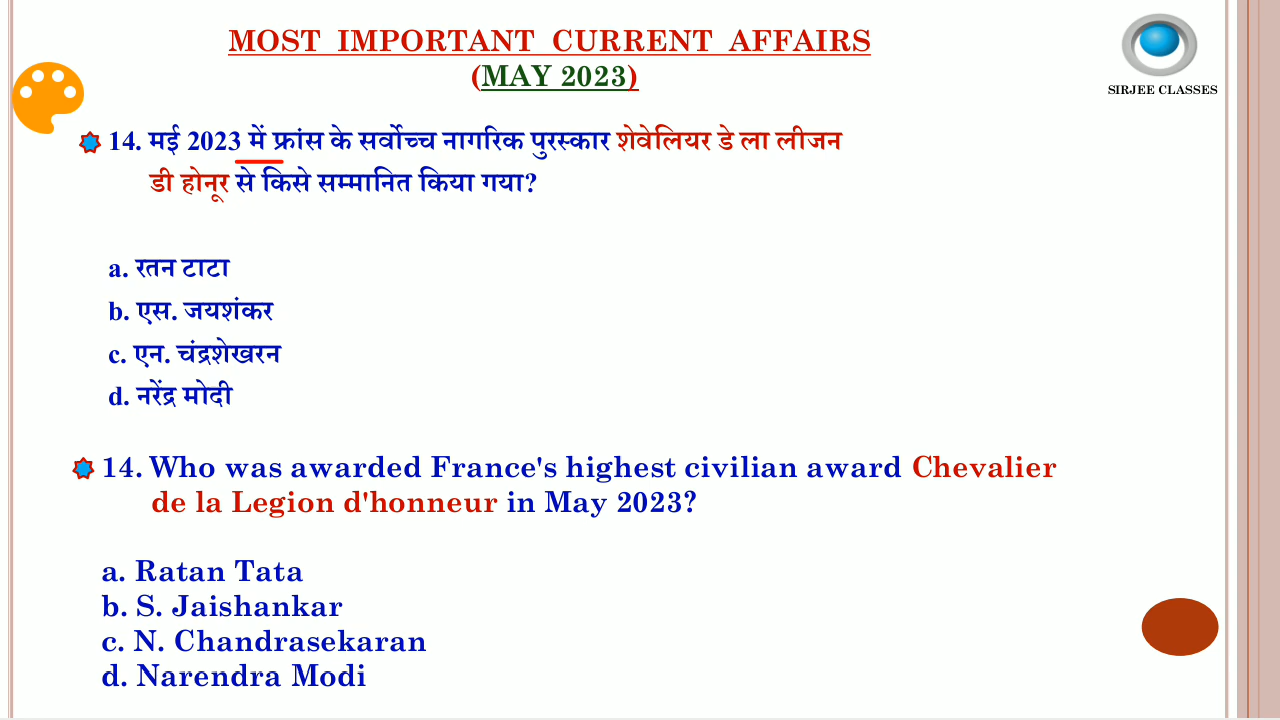 MOST IMPORTANT CURRENT AFFAIRS
(MAY 2023)
SIRJEE CLASSES
14. मई 2023 में फ्रांस के सर्वोच्च नागरिक पुरस्कार शेवेलियर डे ला लीजन
डी होनूर से किसे सम्मानित किया गया?
a. रतन टाटा
b. एस. जयशंकर
c. एन. चंद्रशेखरन
d. नरेंद्र मोदी
14. Who was awarded France's highest civilian award Chevalier
de la Legion d'honneur in May 2023?
a. Ratan Tata
b. S. Jaishankar
c. N. Chandrasekaran
d. Narendra Modi